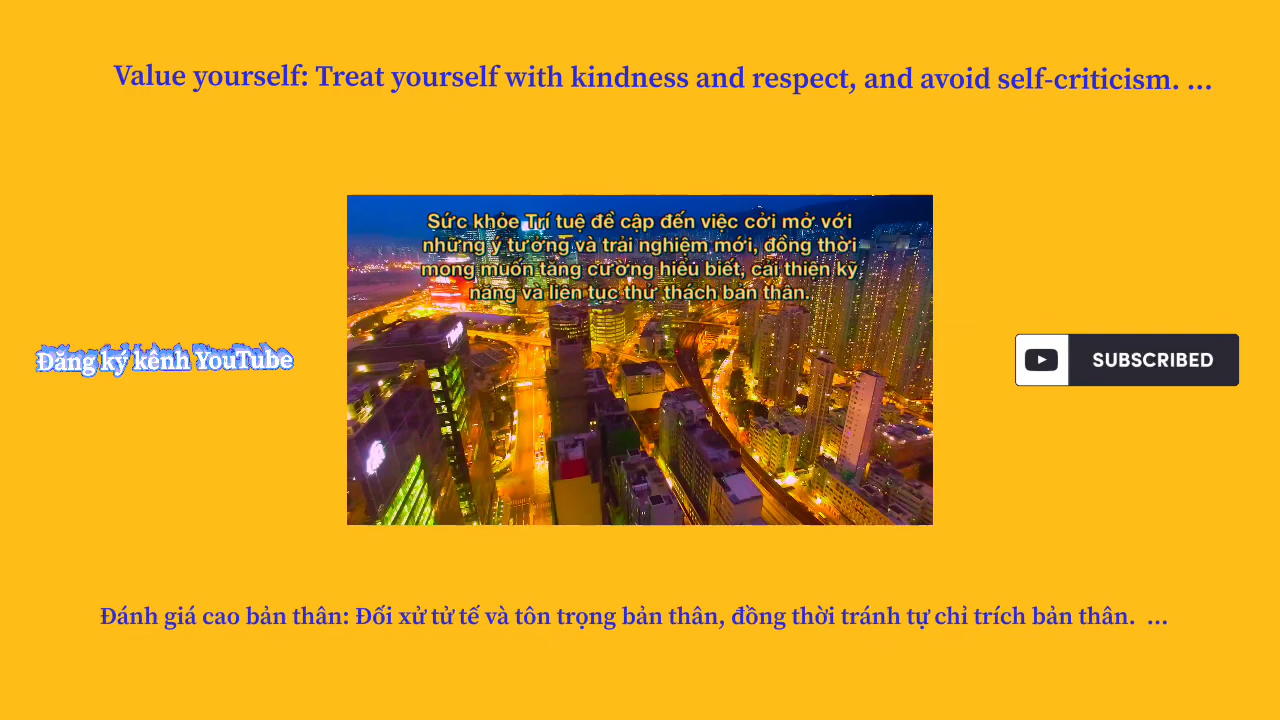 Value yourself: Treat yourself with kindness and respect, and avoid self-criticism. ...
Sức khỏe Trí tuệ đề cập đến việc cởi mở với
những ý tưởng và trải nghiệm mới, đồng thời
mong muốn tăng cường hiểu biết, cải thiện kỹ
năng và liên tục thử thách bản thân.
Đăng ký kênh YouTube
SUBSCRIBED
Đánh giá cao bản thân: Đối xử tử tế và tôn trọng bản thân, đồng thời tránh tự chỉ trích bản thân. ...